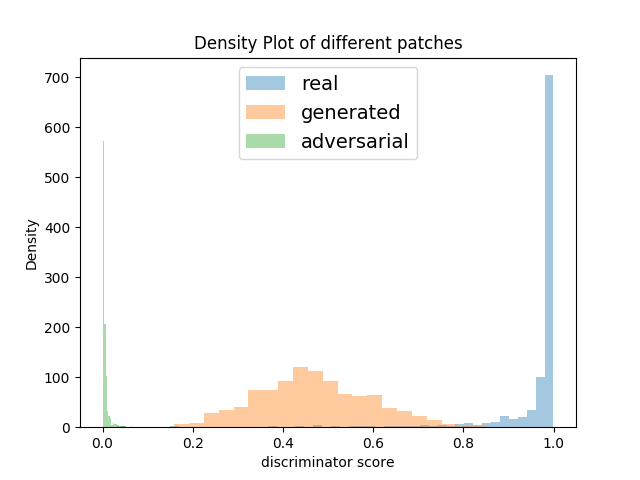 Density Plot of different patches
real
generated
adversarial
Density
700
600
500
400
300
200
100
0
0.0 0.2 0.4 0.6 0.8 1.0
discriminator score